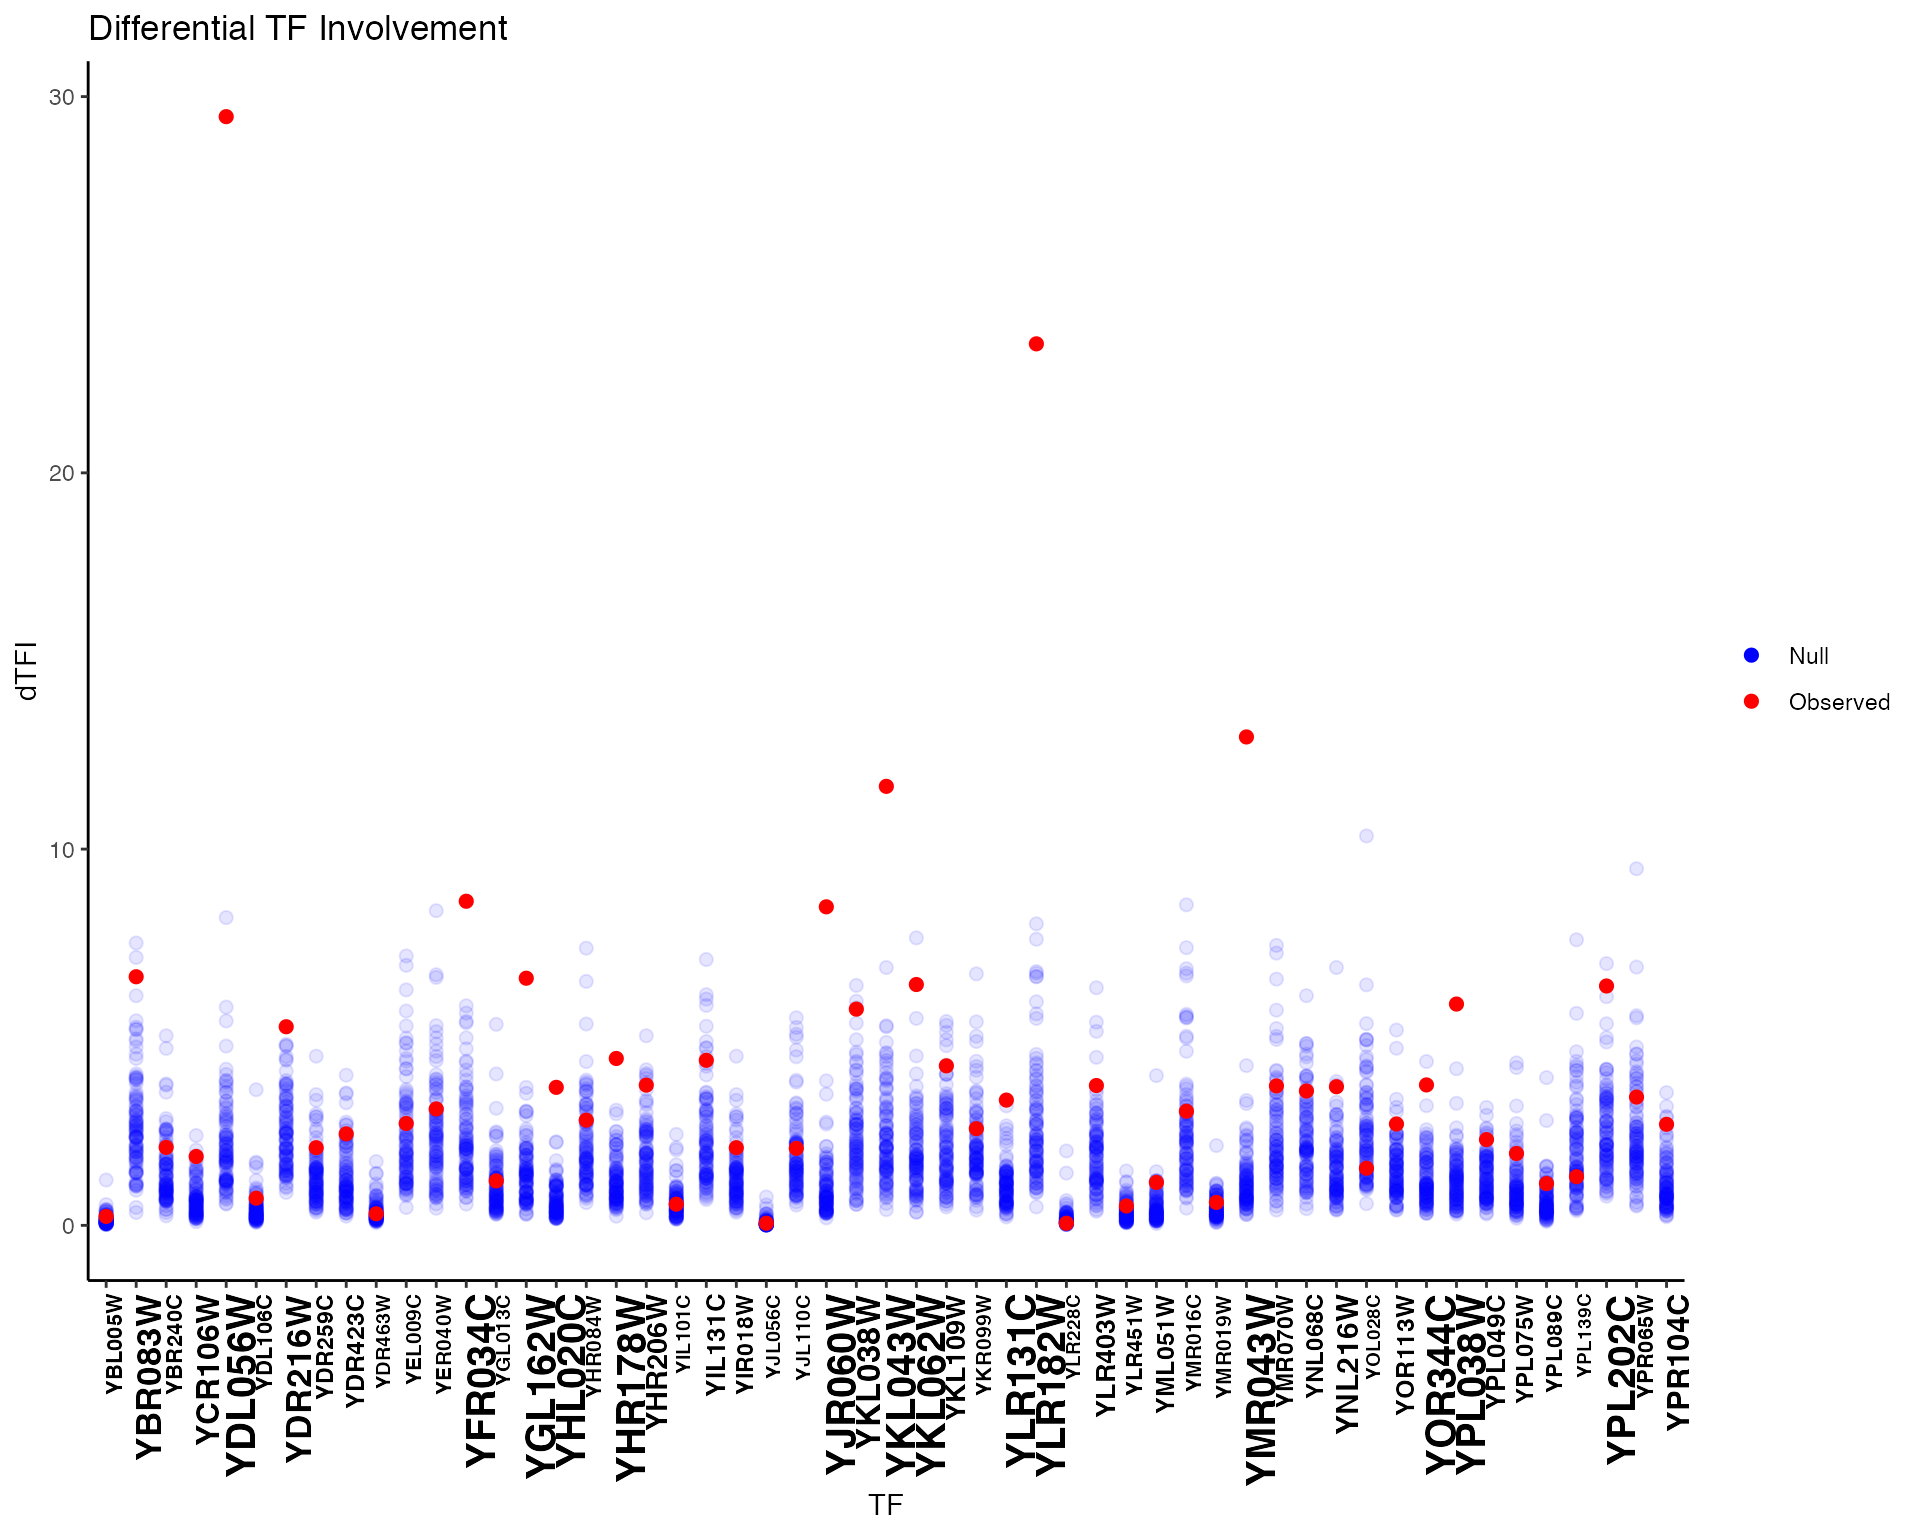 Differential TF Involvement
30
20
10
0
dTFI
Null
Observed
YBL005W
YBR083W
YBR240C
YCR106W
YDL056W
YDL106C
YDR216W
YDR259C
YDR423C
YDR463W
YEL009C
YER040W
YFR034C
YGL013C
YGL162W
YHL020C
YHR084W
YHR178W
YHR206W
YIL101C
YIL131C
YIR018W
YJL056C
YJL110C
YJR060W
YKL038W
YKL043W
YKL062W
YKL109W
YKR099W
YLR131C
YLR182W
YLR228C
YLR403W
YLR451W
YML051W
YMR016C
YMR019W
YMR043W
YMR070W
YNL068C
YNL216W
YOL028C
YOR113W
YOR344C
YPL038W
YPL049C
YPL075W
YPL089C
YPL139C
YPL202C
YPR065W
YPR104C
TF